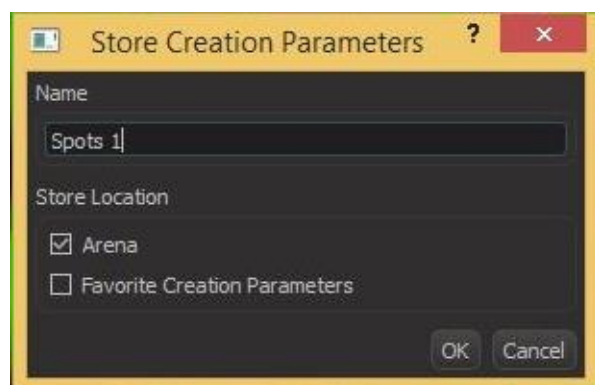 Store Creation Parameters ?
Name
Spots 1
Store Location
Arena
Favorite Creation Parameters
OK Cancel